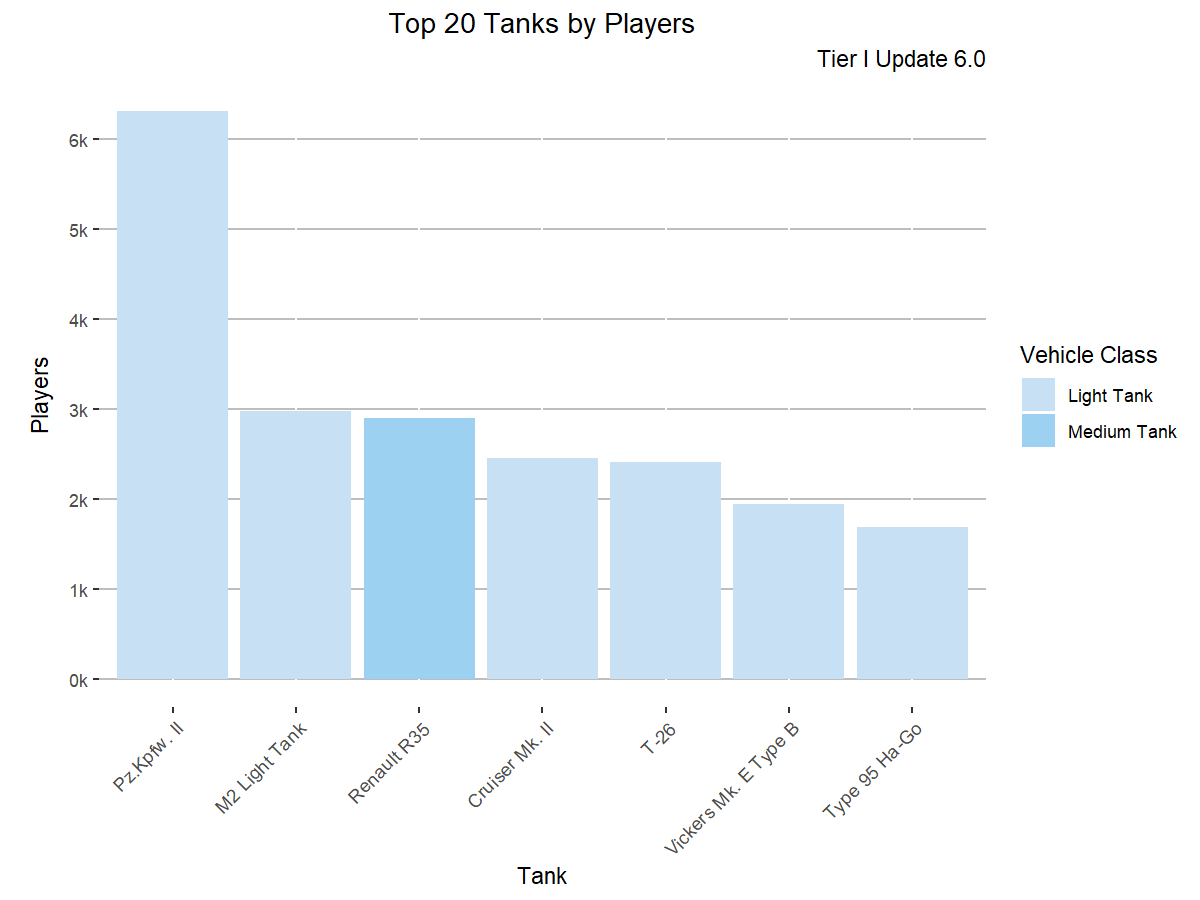 Top 20 Tanks by Players
Tier I Update 6.0
Players
6k
5k
4k
3k
2k
1k
0k
Pz.Kpfw. II
M2 Light Tank
Renault R35
Cruiser Mk. II
T-26
Vickers Mk. E Type B
Type 95 Ha-Go
Tank
Vehicle Class
Light Tank
Medium Tank